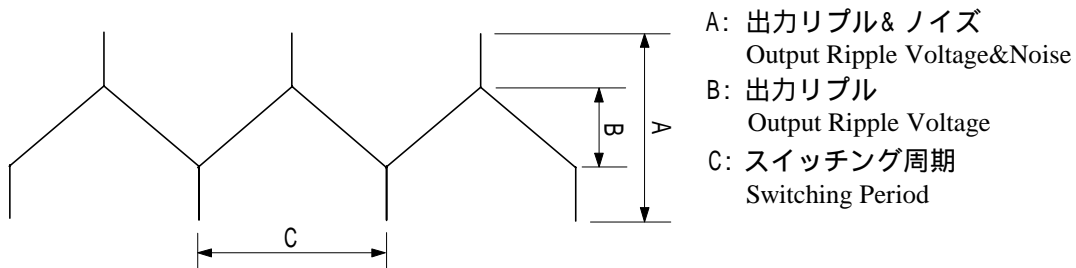 A: 出力リプル& ノイズ
Output Ripple Voltage&Noise
B: 出力リプル
Output Ripple Voltage
C: スイッチング周期
Switching Period
B
A
C